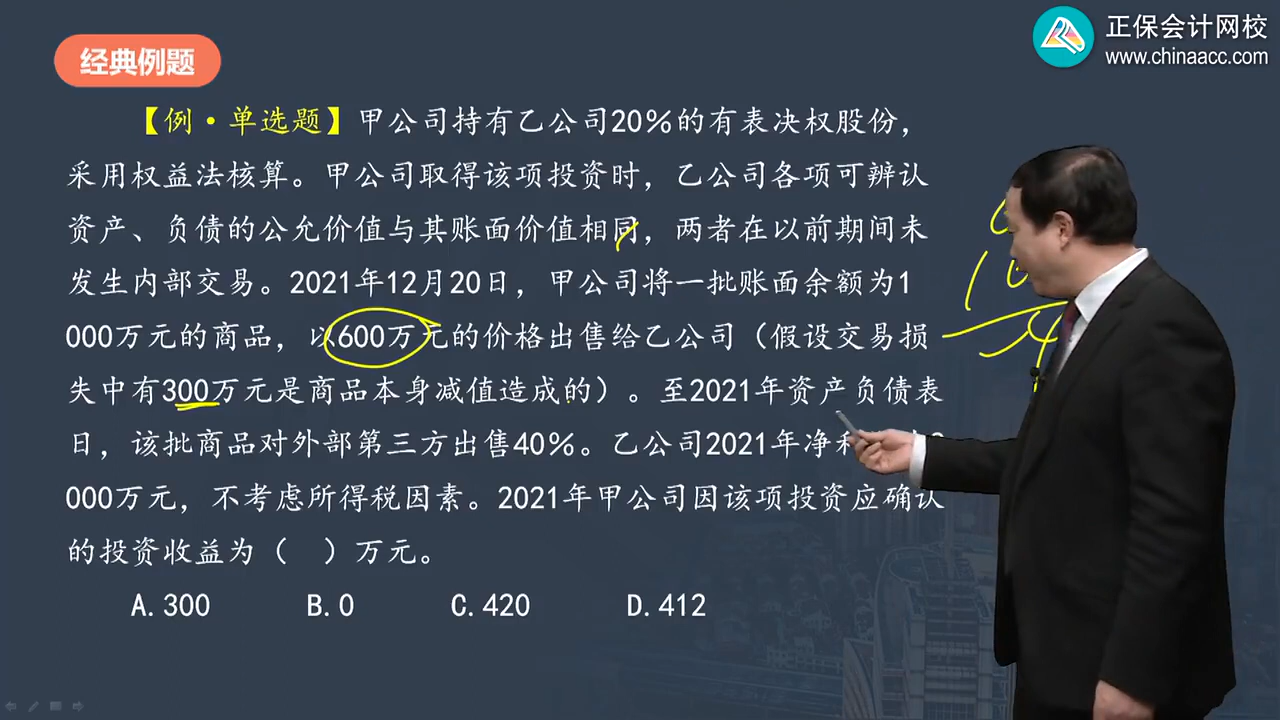 正保会计网校
www.chinaacc.com
经典例题
【例·单选题】甲公司持有乙公司20%的有表决权股份，
采用权益法核算。甲公司取得该项投资时，乙公司各项可辨认
资产、负债的公允价值与其账面价值相同，两者在以前期间未
发生内部交易。2021年12月20日，甲公司将一批账面余额为1
000万元的商品，以600万元的价格出售给乙公司（假设交易损
失中有300万元是商品本身减值造成的）。至2021年资产负债表
日，该批商品对外部第三方出售40%。乙公司2021年净
000万元，不考虑所得税因素。2021年甲公司因该项投资应确认
的投资收益为（ ）万元。
A.300 B.0 C.420 D.412